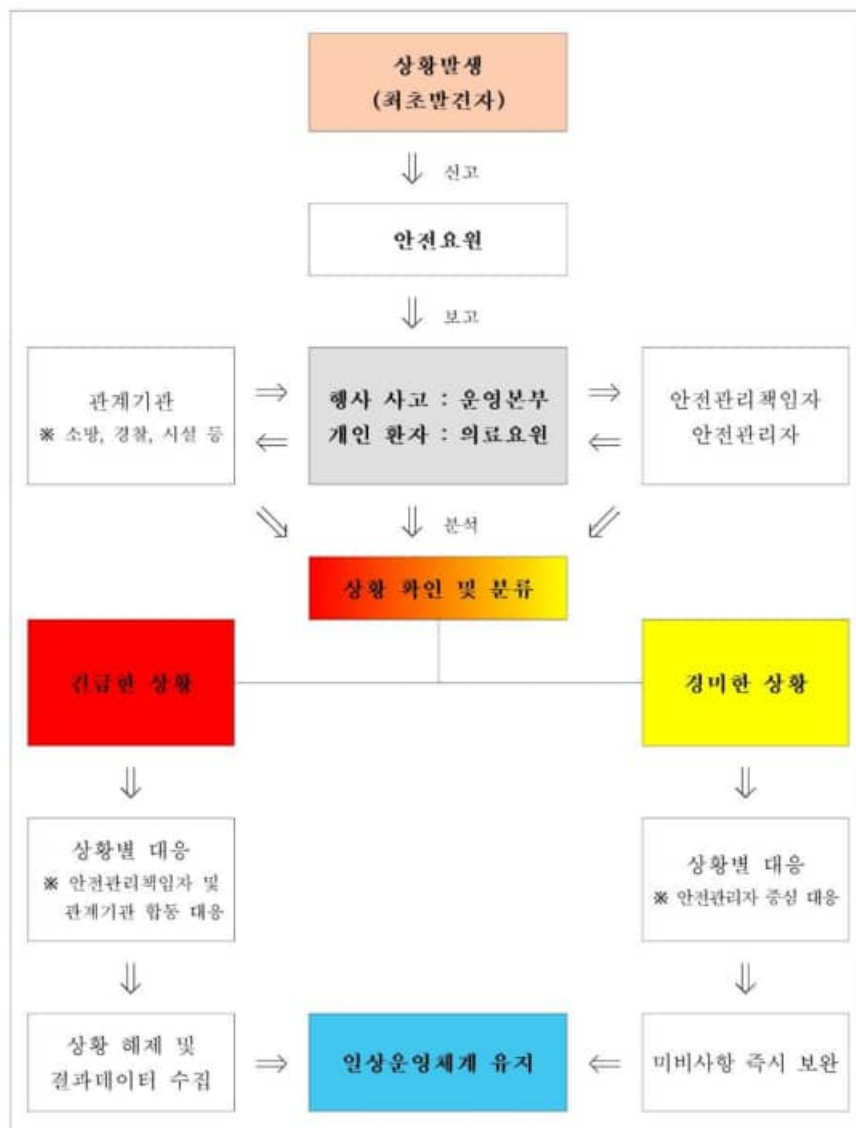 상황발생
(최초발견자)
⇓ 신고
안전요원
⇓ 보고
관계기관
※ 소방, 경찰, 시설 등
⇒
⇐
행사 사고 : 운영본부
개인 환자 : 의료요원
⇒
⇐
안전관리책임자
안전관리자
⇓ 분석
상황 확인 및 분류
긴급한 상황
경미한 상황
상황별 대응
※ 안전관리책임자 및
관계기관 합동 대응
상황별 대응
※ 안전관리자 중심 대응
상황 해제 및
결과데이터 수집
⇒
일상운영체계 유지
⇐
미비사항 즉시 보완